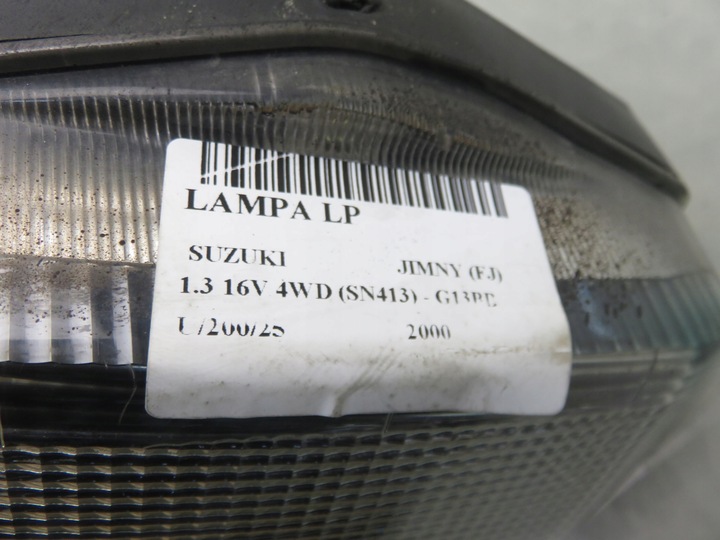 LAMPA LP
SUZUKI JIMNY (FJ)
1.3 16V 4WD (SN413) - G13BB
U/200/25 2000